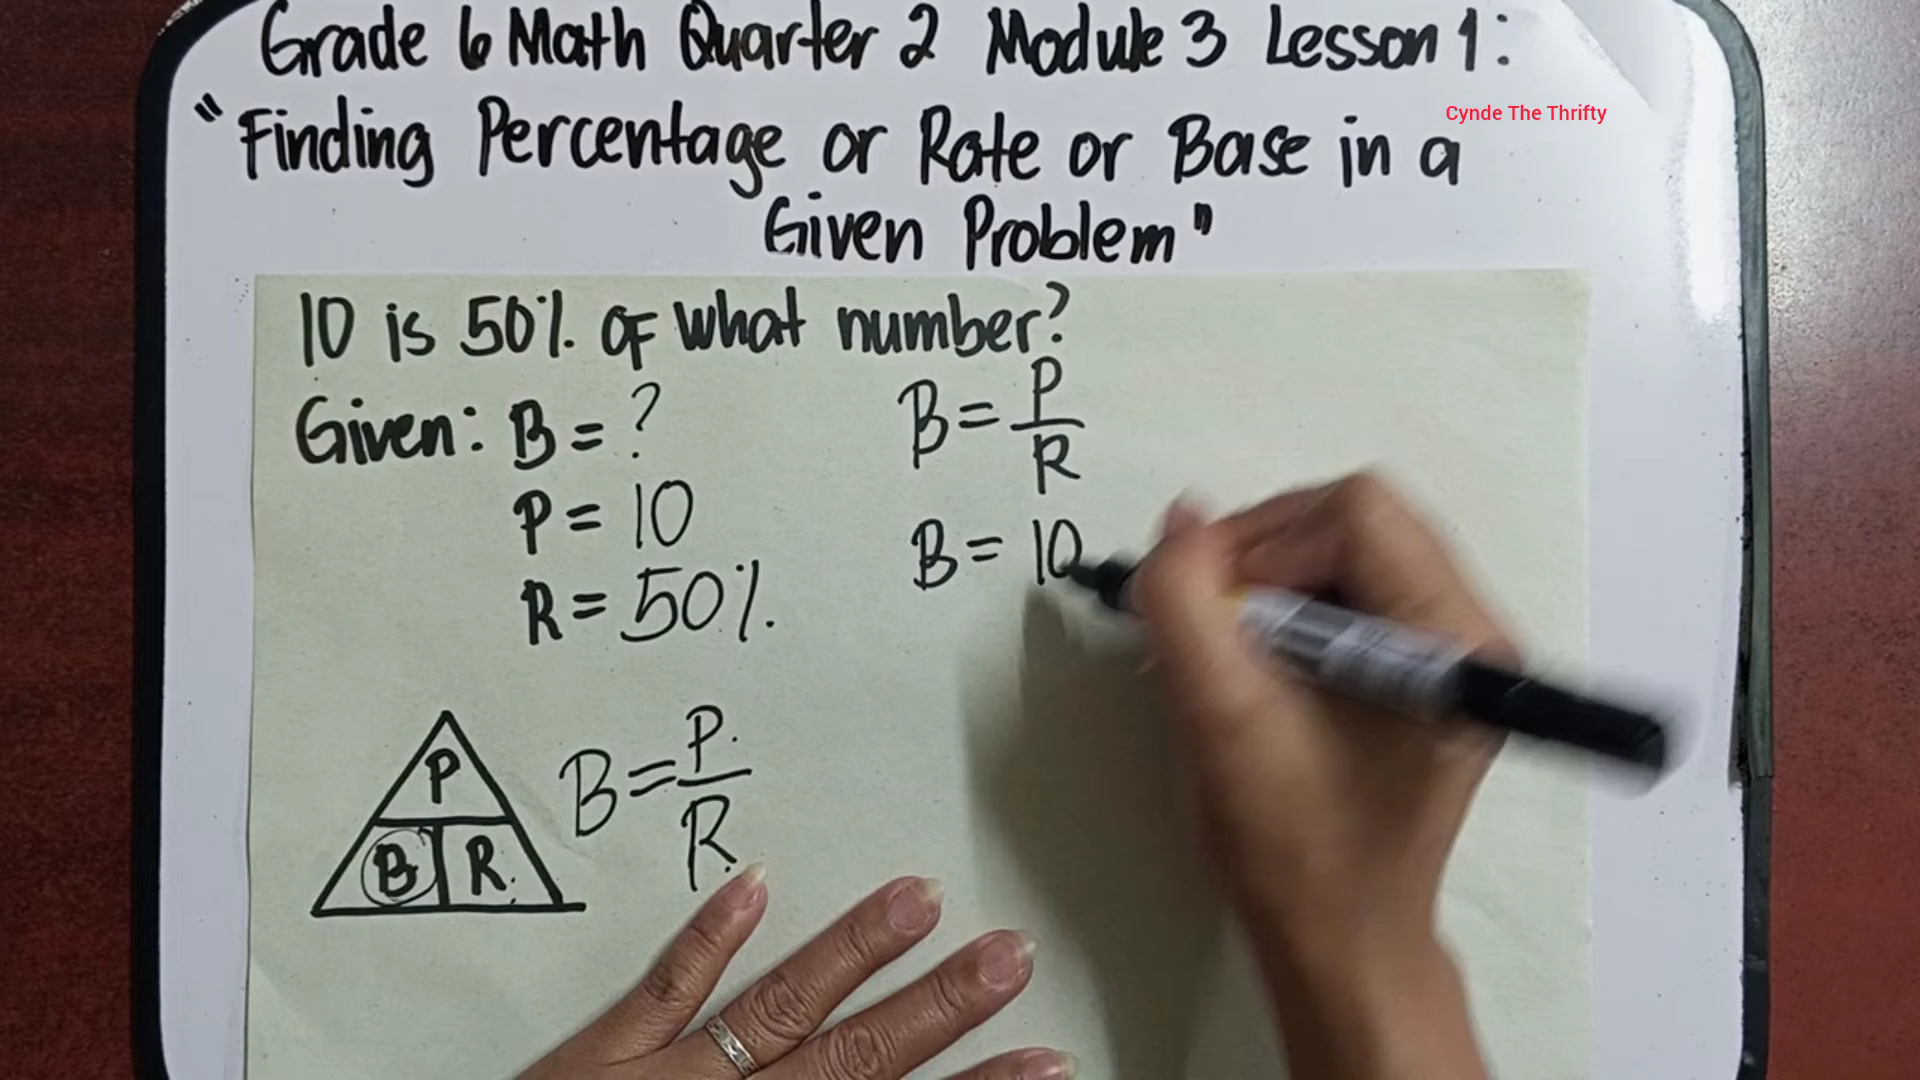 Grade 6 Math Quarter 2 Module 3 Lesson 1:
Cynde The Thrifty
"Finding Percentage or Rate or Base in a
Given Problem"
10 is 50% of what number?
Given: B = ?
P = 10
R = 50%
B = P/R
B = 10
P
B R
B = P/R